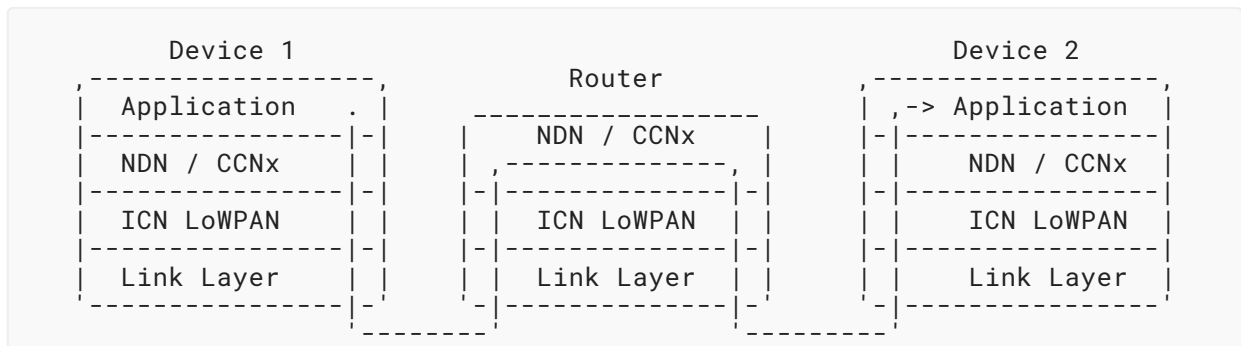 Device 1 Device 2
Router
Application . ,-> Application
NDN / CCNx
NDN / CCNx NDN / CCNx
ICN LoWPAN ICN LoWPAN ICN LoWPAN
Link Layer Link Layer Link Layer